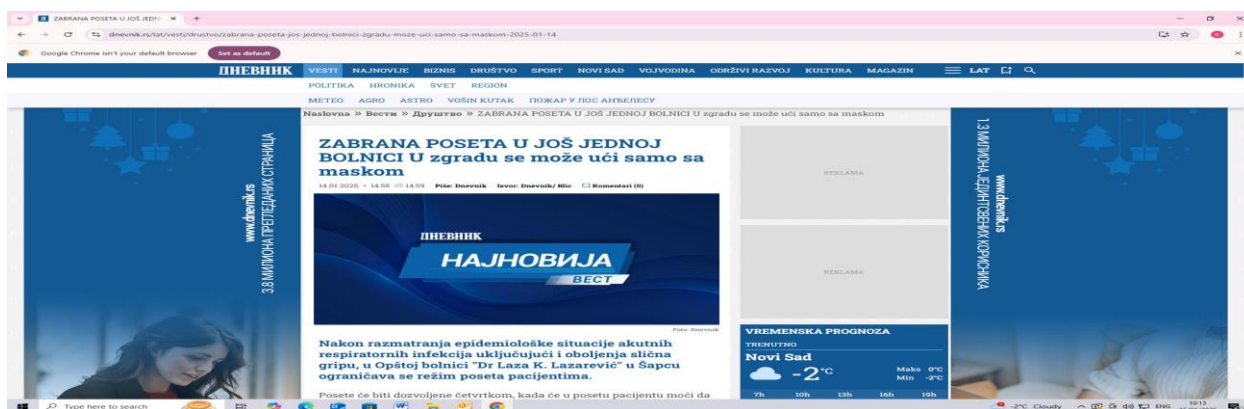 ZABRANA POSETA U JOŠ JEDN
dnevnik.rs/lat/vesti/drustvo/zabrana-poseta-jos-jednoj-bolnici-zgradu-moze-uci-samo-sa-maskom-2025-01-14
Google Chrome isn't your default browser Set as default
ДНЕВНИК VESTI NAJNOVIJE BIZNIS DRUŠTVO SPORT NOVI SAD VOJVODINA ODRŽIVI RAZVOJ KULTURA MAGAZIN LAT
POLITIKA HRONIKA SVET REGION
METEO AGRO ASTRO VOŠIN KUTAK ПОЖАР У ЛОС АНЂЕЛЕСУ
Naslovna » Вести » Друштво » ZABRANA POSETA U JOŠ JEDNOJ BOLNICI U zgradu se može ući samo sa maskom
www.dnevnik.rs
3.8 МИЛИОНА ПРЕГЛЕДАНИХ СТРАНИЦА
ZABRANA POSETA U JOŠ JEDNOJ
BOLNICI U zgradu se može ući samo sa
maskom
14.01.2025 • 14:56 14:59 Piše: Dnevnik Izvor: Dnevnik/ Blic Komentari (0)
ДНЕВНИК
НАЈНОВИЈА
ВЕСТ
Foto: Dnevnik
Nakon razmatranja epidemiološke situacije akutnih
respiratornih infekcija uključujući i oboljenja slična
gripu, u Opštoj bolnici "Dr Laza K. Lazarević" u Šapcu
ograničava se režim poseta pacijentima.
Posete će biti dozvoljene četvrtkom, kada će u posetu pacijentu moći da
REKLAMA
REKLAMA
VREMENSKA PROGNOZA
TRENUTNO
Novi Sad
-2°C
Maks 0°C
Min -2°C
7h 10h 13h 16h 19h
1.3 МИЛИОНА ЈЕДИНТСВЕНИХ КОРИСНИКА
www.dnevnik.rs
Type here to search
-2°C Cloudy ENG 10:13